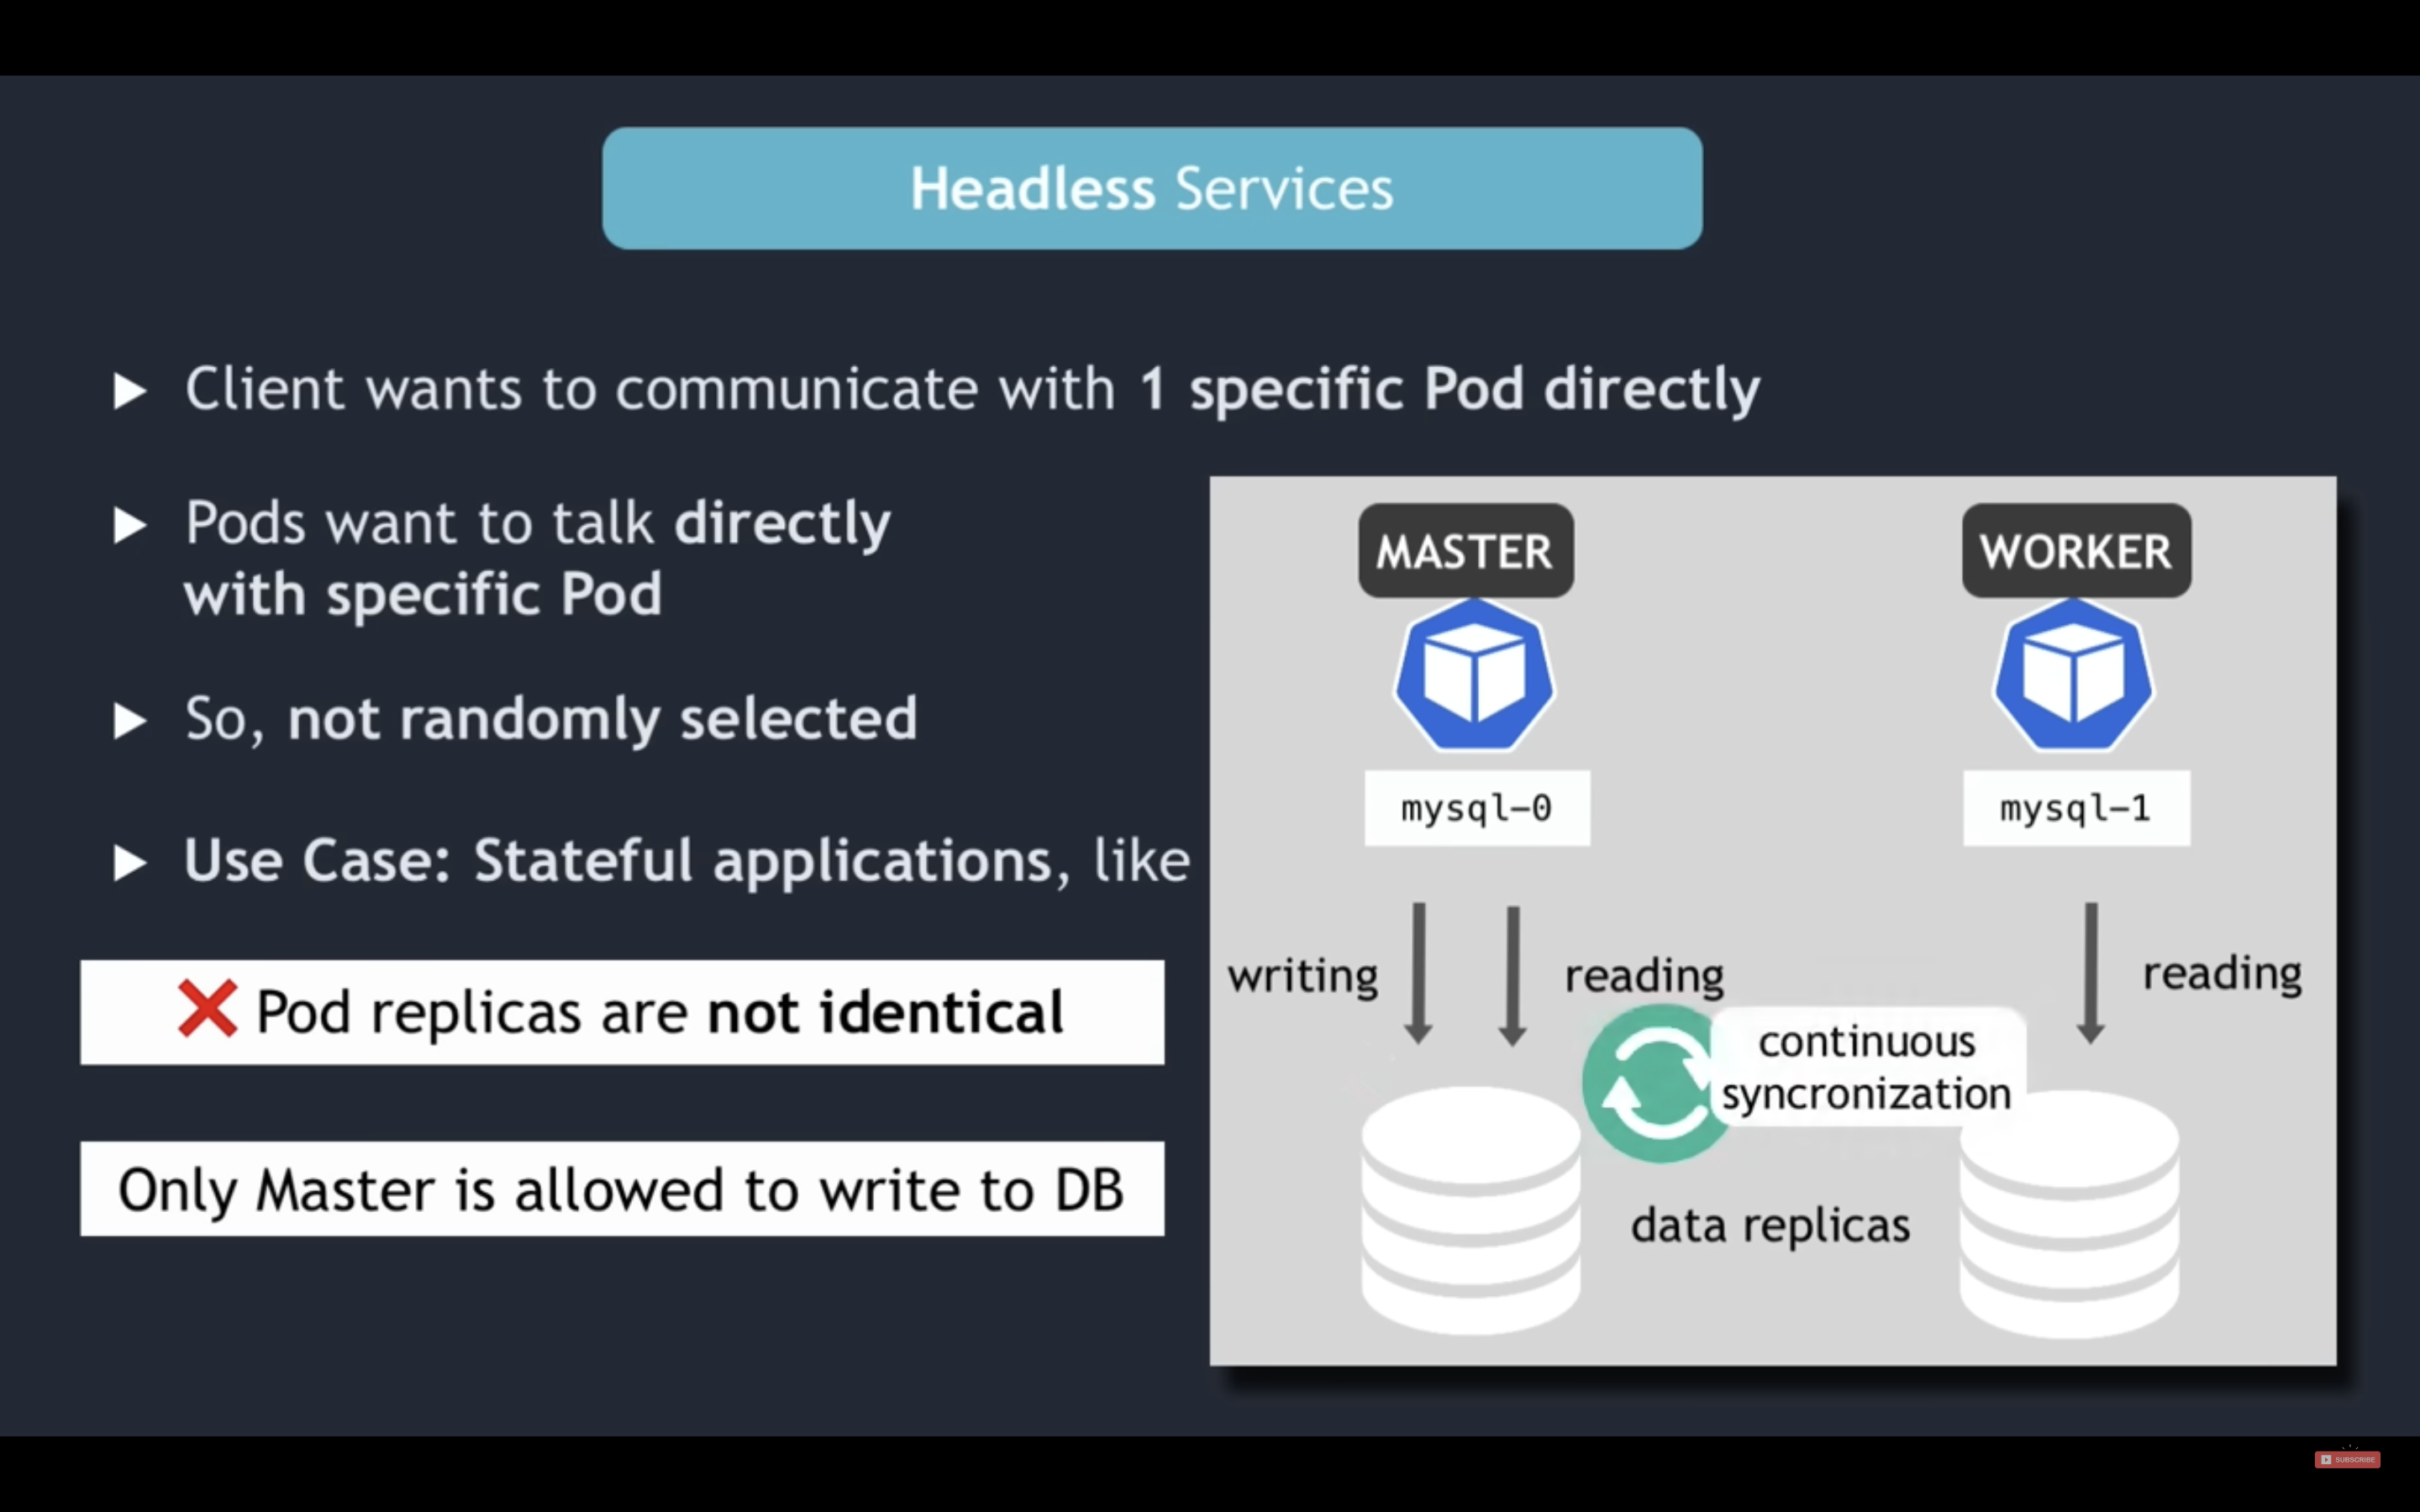 Headless Services
Client wants to communicate with 1 specific Pod directly
Pods want to talk directly
with specific Pod
So, not randomly selected
Use Case: Stateful applications, like
Pod replicas are not identical
Only Master is allowed to write to DB
MASTER
WORKER
mysql-0
mysql-1
writing
reading
reading
continuous
syncronization
data replicas
SUBSCRIBE